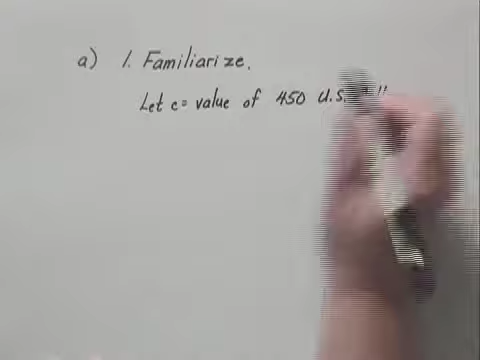 a) 1. Familiarize.
Let c = value of 450 U.S.